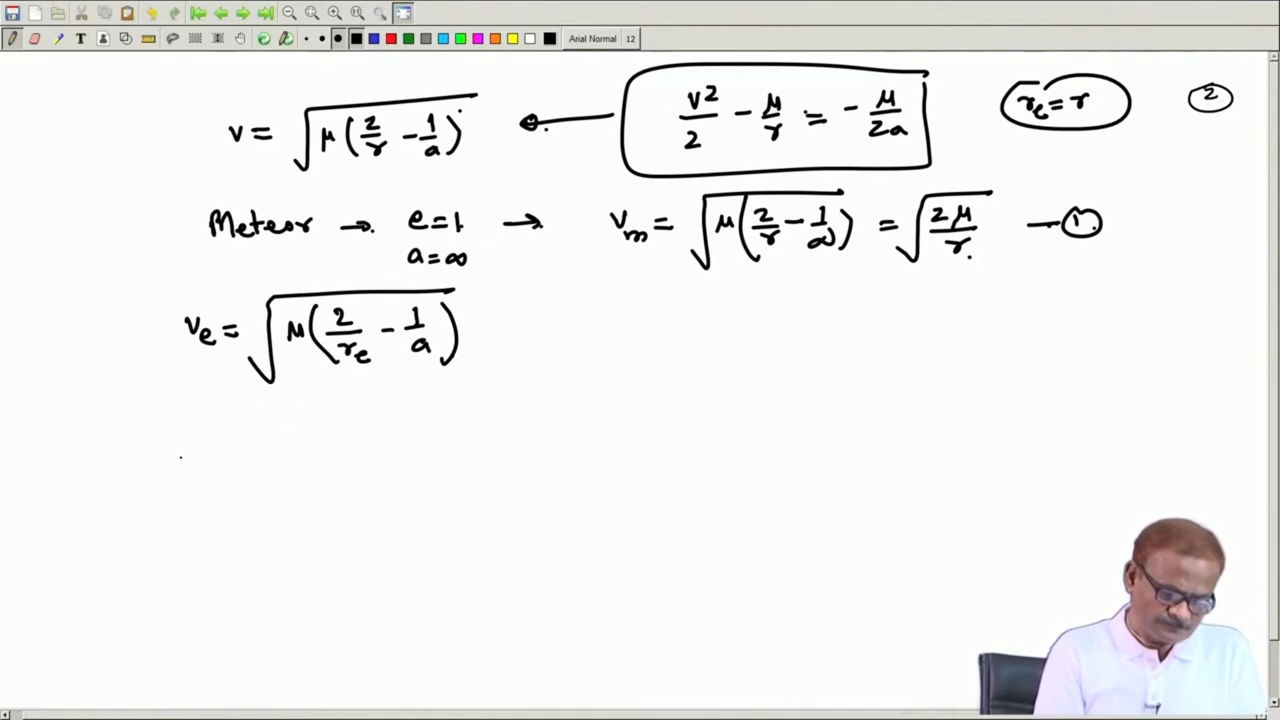 Arial Normal 12
v = √(μ(2/r - 1/a)) ← v²/2 - μ/r = - μ/2a r_e = r ②
Meteor → e = 1, a = ∞ → v_m = √(μ(2/r - 1/∞)) = √(2μ/r) — ①
v_e = √(μ(2/r_e - 1/a))